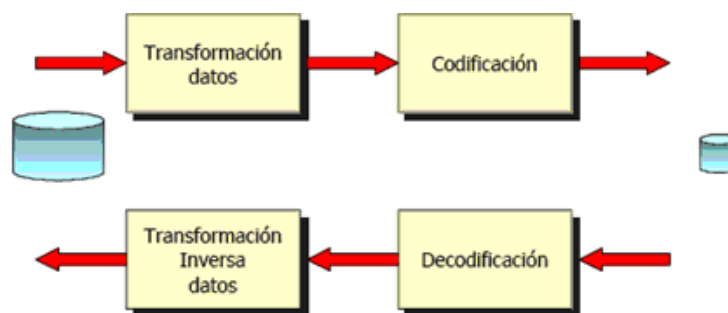 Transformación
datos
Codificación
Transformación
Inversa
datos
Decodificación